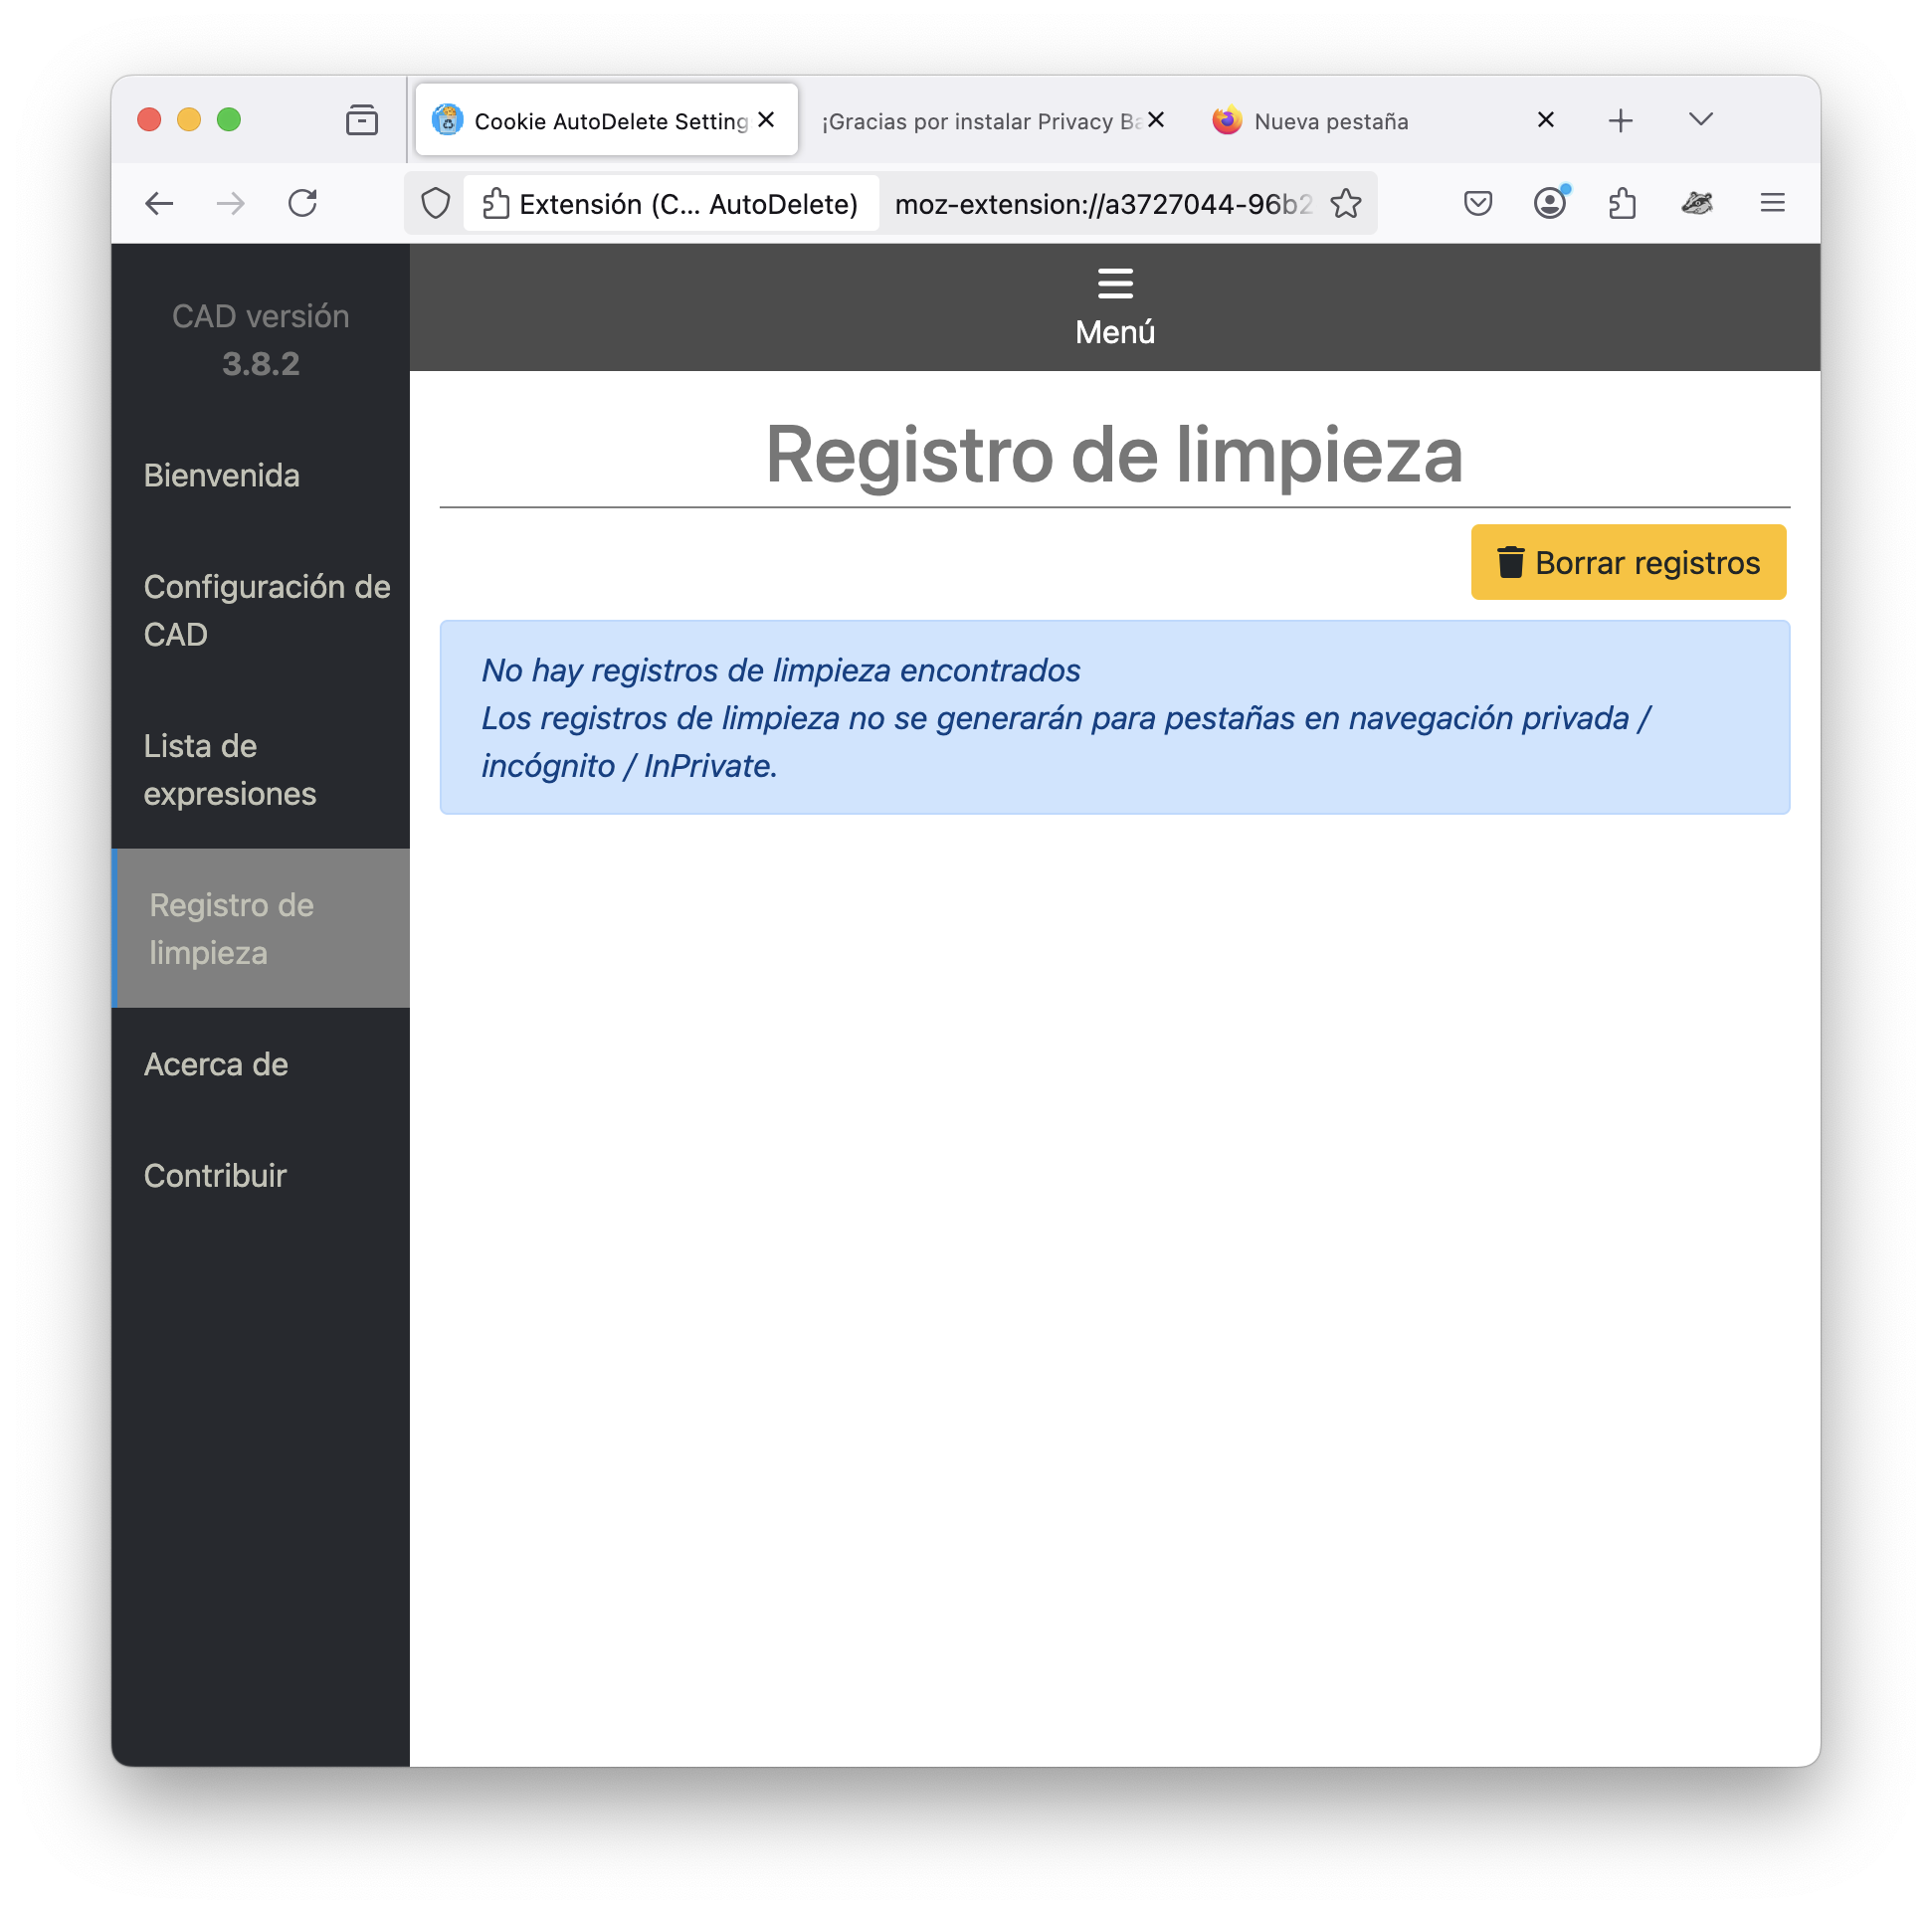 Cookie AutoDelete Setting
¡Gracias por instalar Privacy Ba
Nueva pestaña
Extensión (C... AutoDelete)
moz-extension://a3727044-96b2
CAD versión
3.8.2
Bienvenida
Configuración de
CAD
Lista de
expresiones
Registro de
limpieza
Acerca de
Contribuir
Menú
Registro de limpieza
Borrar registros
No hay registros de limpieza encontrados
Los registros de limpieza no se generarán para pestañas en navegación privada /
incógnito / InPrivate.